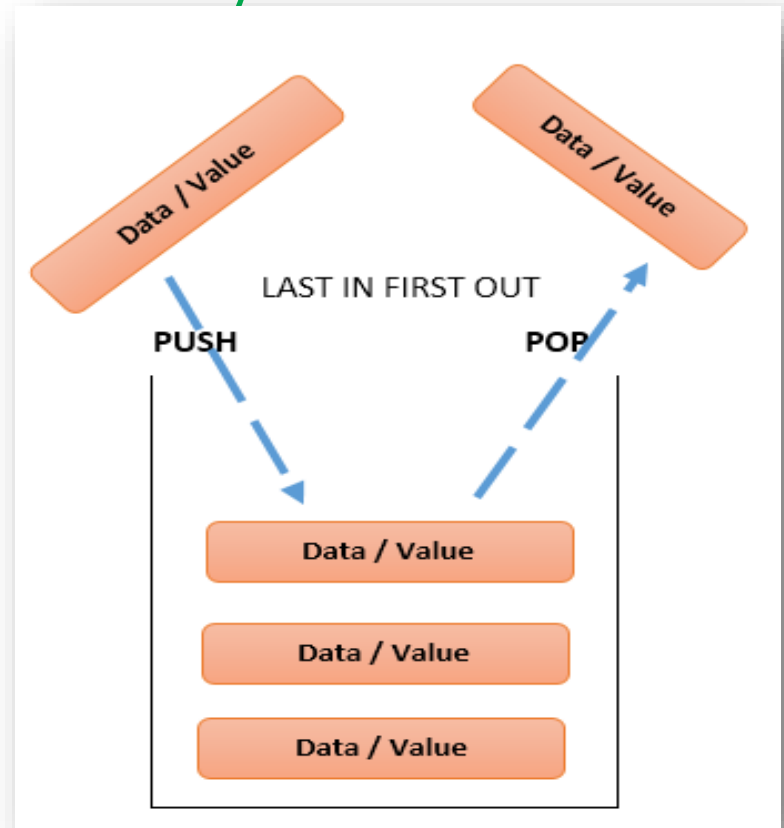 Data / Value
Data / Value
LAST IN FIRST OUT
PUSH
POP
Data / Value
Data / Value
Data / Value